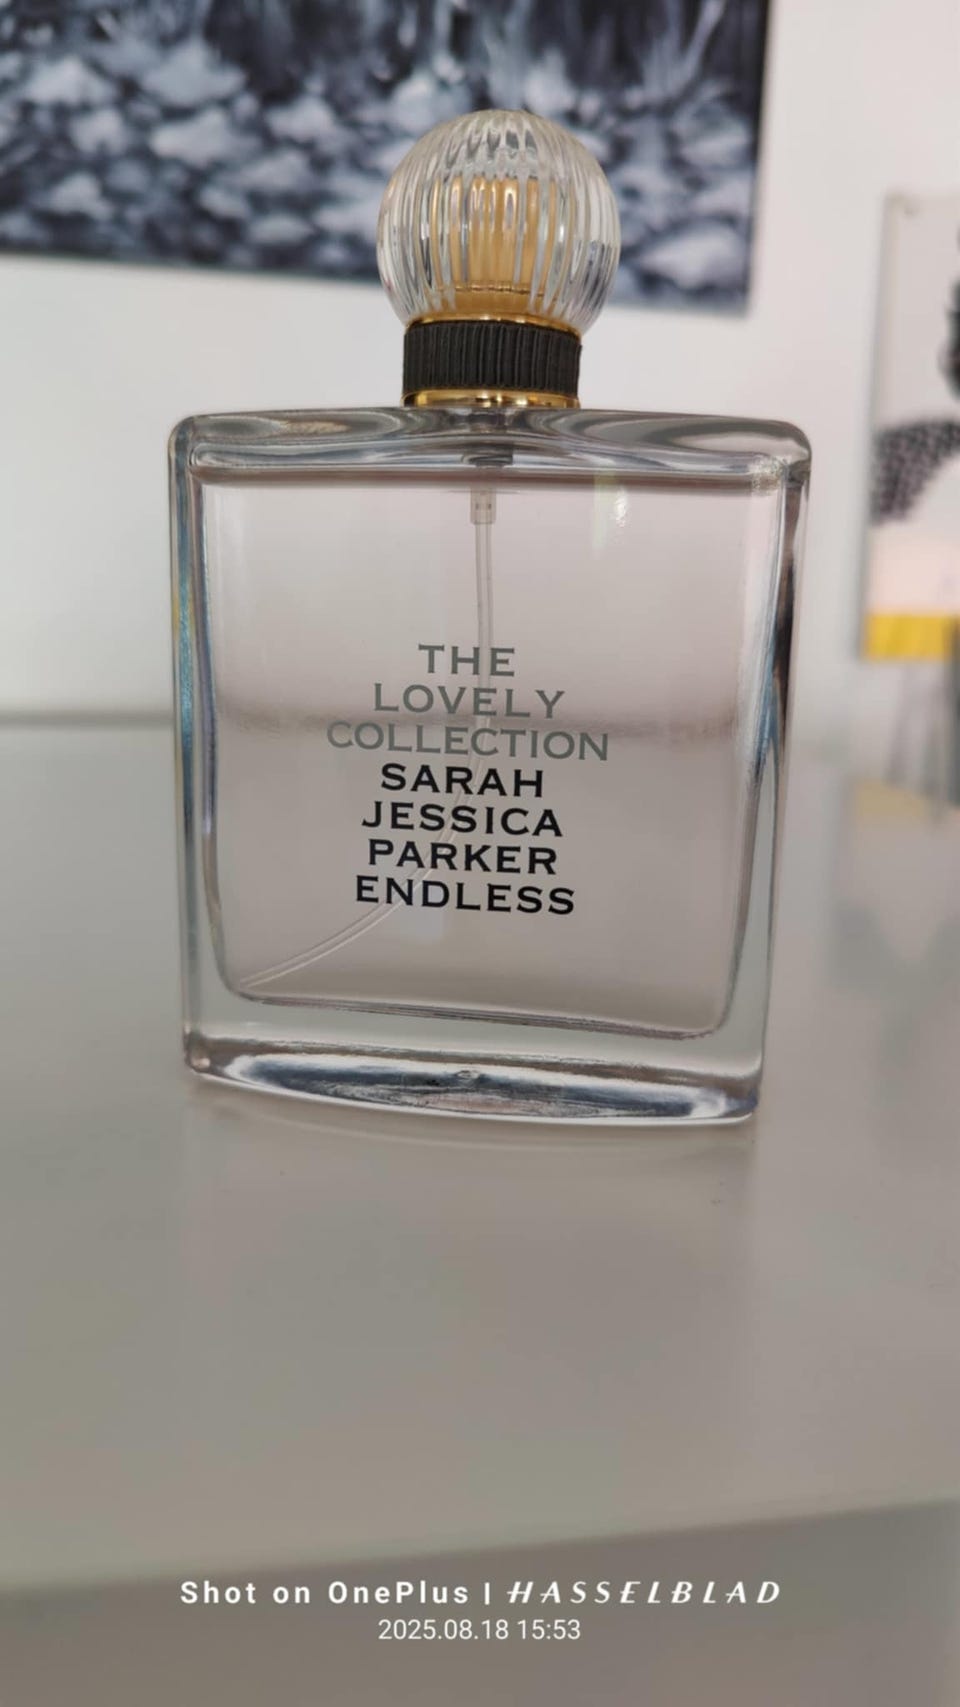 THE
LOVELY
COLLECTION
SARAH
JESSICA
PARKER
ENDLESS
Shot on OnePlus | HASSELBLAD
2025.08.18 15:53